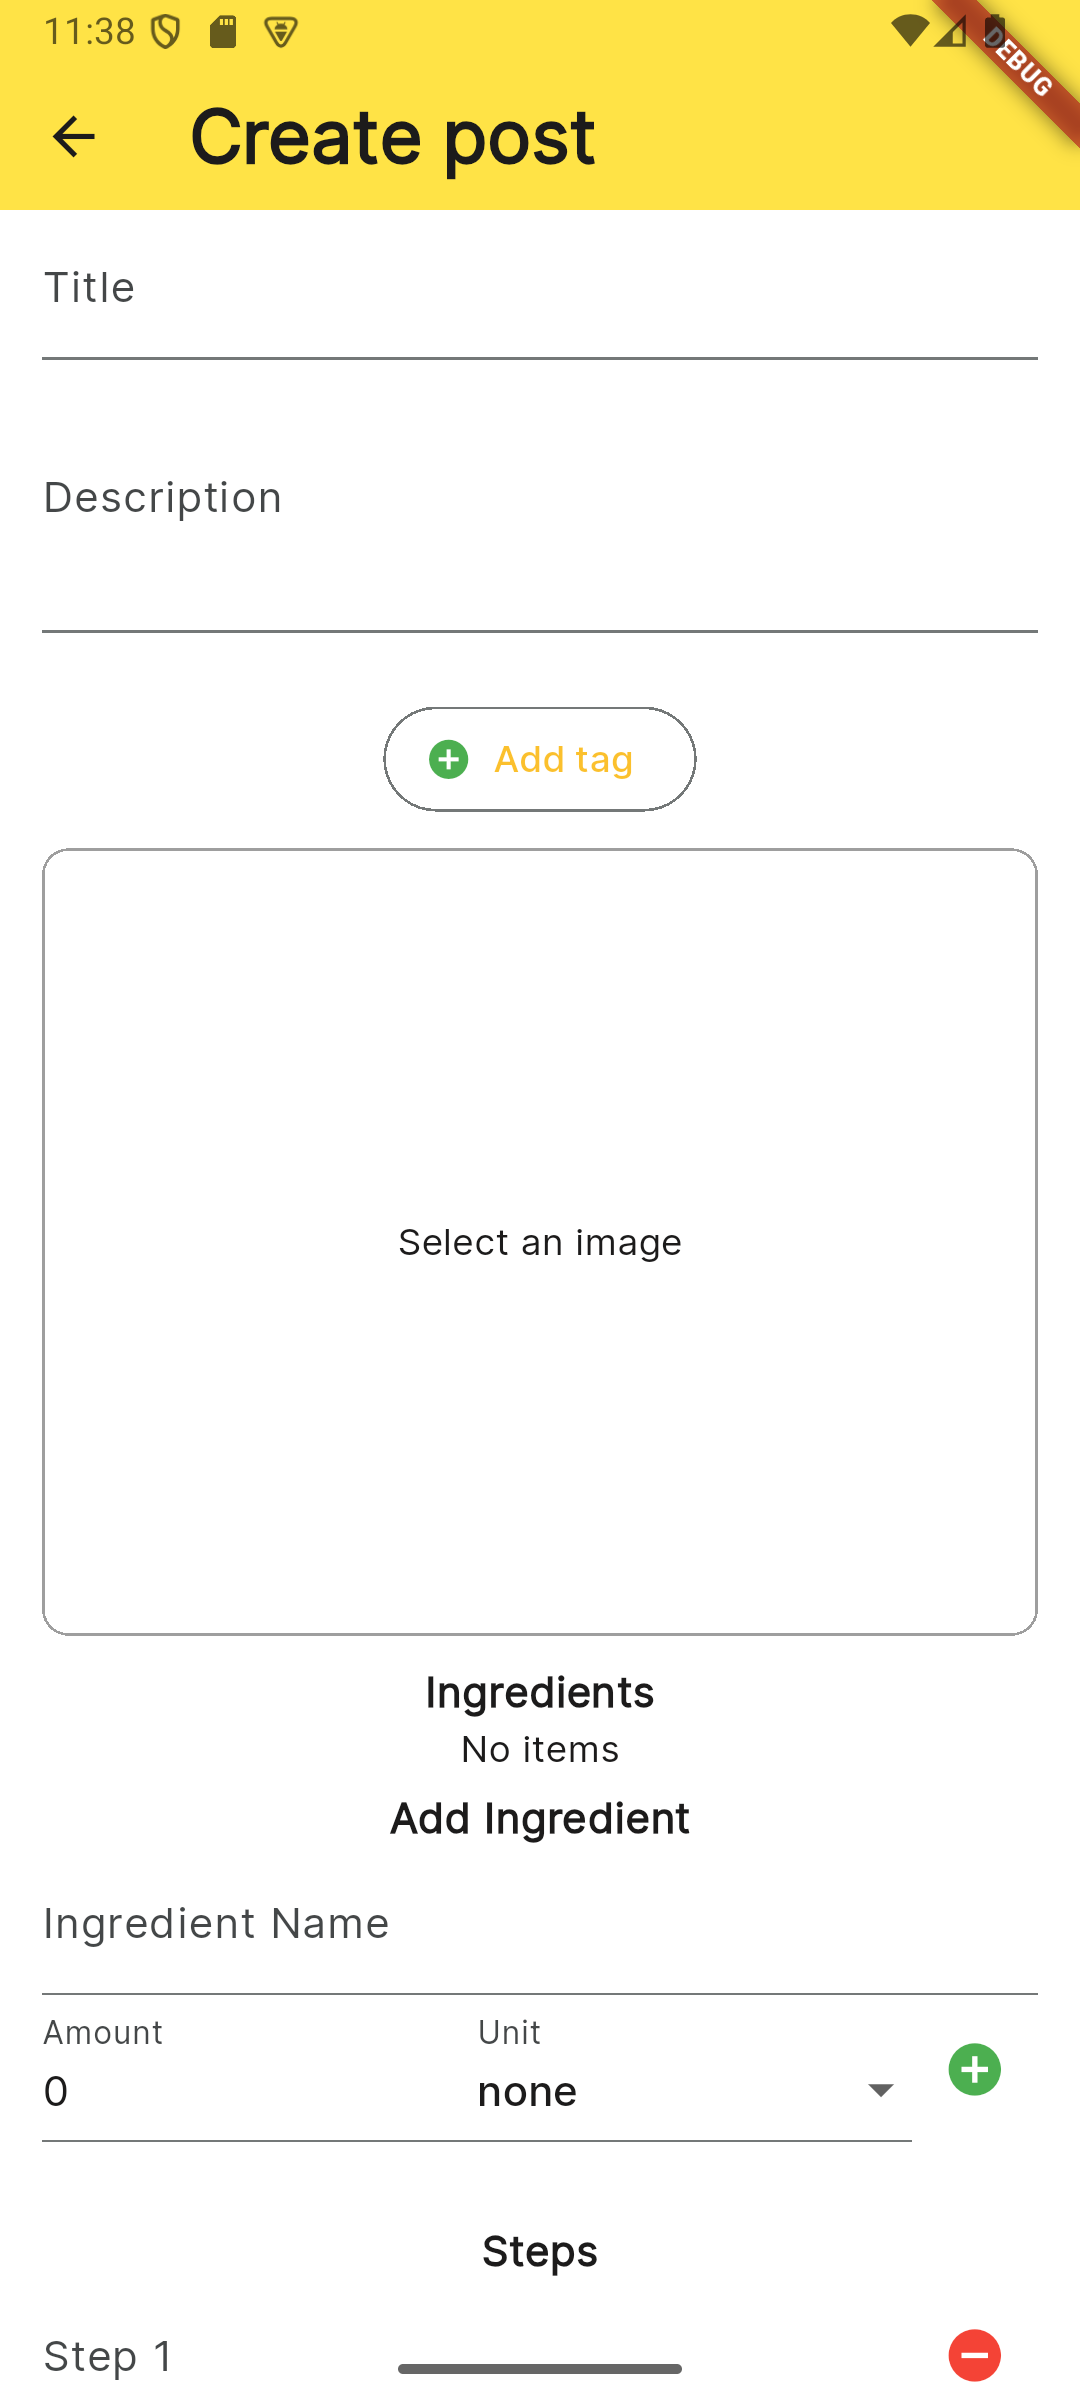 11:38
DEBUG
Create post
Title
Description
Add tag
Select an image
Ingredients
No items
Add Ingredient
Ingredient Name
Amount
Unit
0
none
Steps
Step 1